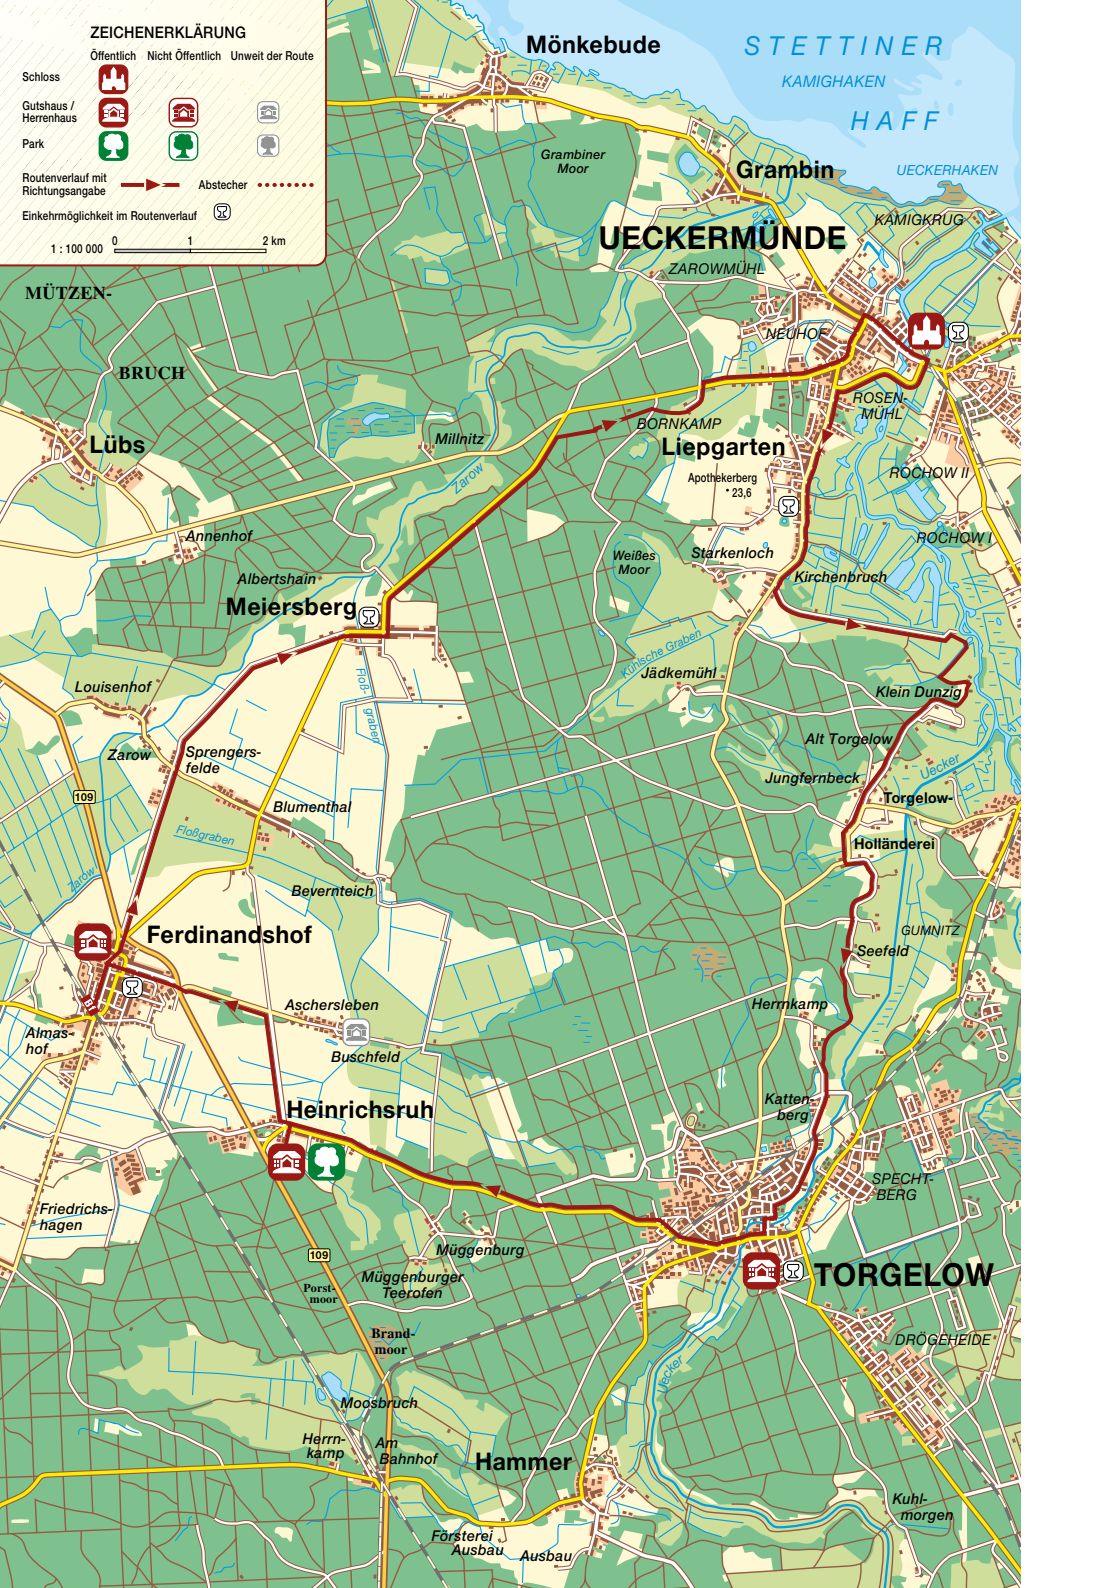 ZEICHENERKLÄRUNG
Öffentlich Nicht Öffentlich Unweit der Route
Schloss
Gutshaus /
Herrenhaus
Park
Routenverlauf mit
Richtungsangabe
Abstecher
Einkehrmöglichkeit im Routenverlauf
1 : 100 000 0 1 2 km
Mönkebude
STETTINER
KAMIGHAKEN
HAFF
Grambiner
Moor
Grambin
UECKERHAKEN
KAMIGKRUG
UECKERMÜNDE
ZAROWMÜHL
MÜTZEN-
NEUHOF
BRUCH
ROSEN-
MÜHL
BORNKAMP
Millnitz
Lübs
Liepgarten
Zarow
Apothekerberg
23,6
ROCHOW II
Annenhof
ROCHOW I
Starkenloch
Weißes
Moor
Albertshain
Kirchenbruch
Meiersberg
Kühlsche Graben
Jädkemühl
Floß-
graben
Louisenhof
Klein Dunzig
Zarow
Sprengers-
felde
Alt Torgelow
Uecker
Jungfernbeck
109
Blumenthal
Torgelow-
Holländerei
Floßgraben
Zarow
Bevernteich
Ferdinandshof
GUMNITZ
Seefeld
Aschersleben
Herrnkamp
Almas-
hof
Buschfeld
Heinrichsruh
Katten-
berg
SPECHT-
BERG
Friedrichs-
hagen
109
Müggenburg
Müggenburger
Teerofen
TORGELOW
Porst-
moor
Brand-
moor
DRÖGEHEIDE
Uecker
Moosbruch
Herrn-
kamp
Am
Bahnhof
Hammer
Kuhl-
morgen
Försterei
Ausbau
Ausbau